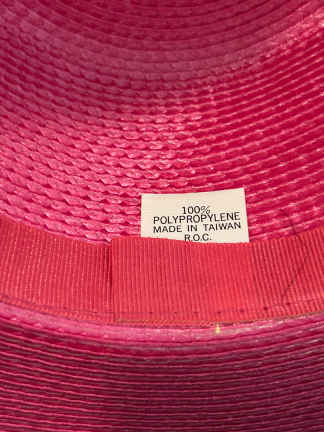 100%
POLYPROPYLENE
MADE IN TAIWAN
R.O.C.